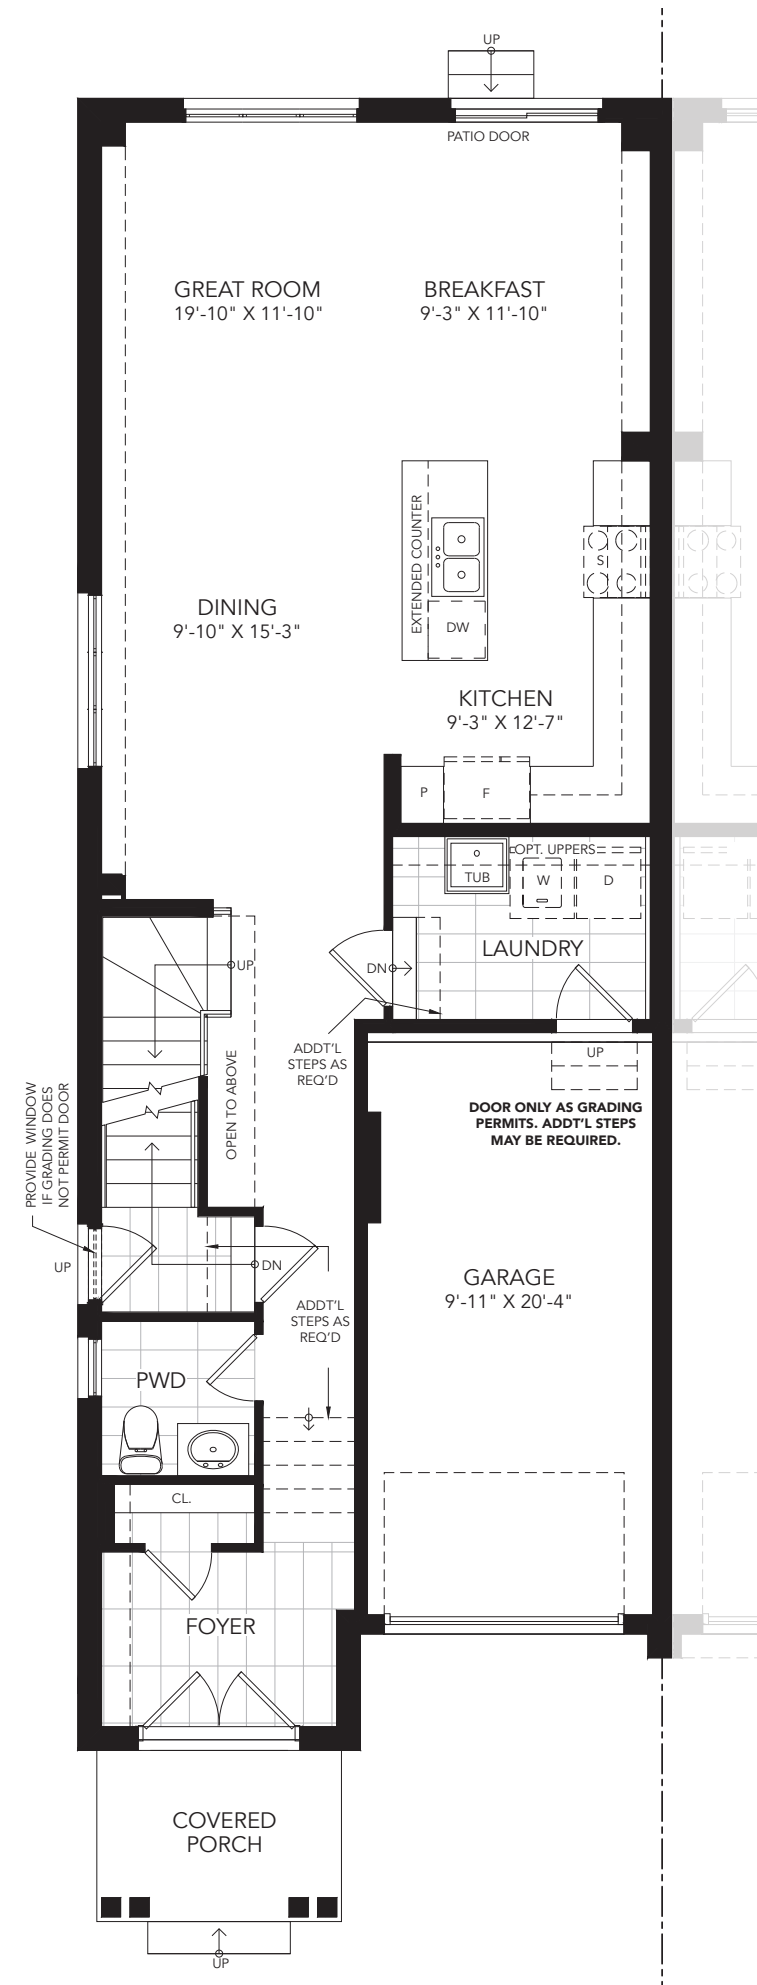 UP
PATIO DOOR
GREAT ROOM
19'-10" X 11'-10"
BREAKFAST
9'-3" X 11'-10"
EXTENDED COUNTER
S
DW
DINING
9'-10" X 15'-3"
KITCHEN
9'-3" X 12'-7"
P
F
OPT. UPPERS
TUB
W
D
LAUNDRY
DN
UP
ADDT'L
STEPS AS
REQ'D
OPEN TO ABOVE
UP
DOOR ONLY AS GRADING
PERMITS. ADDT'L STEPS
MAY BE REQUIRED.
PROVIDE WINDOW
IF GRADING DOES
NOT PERMIT DOOR
UP
DN
GARAGE
9'-11" X 20'-4"
ADDT'L
STEPS AS
REQ'D
PWD
CL.
FOYER
COVERED
PORCH
UP